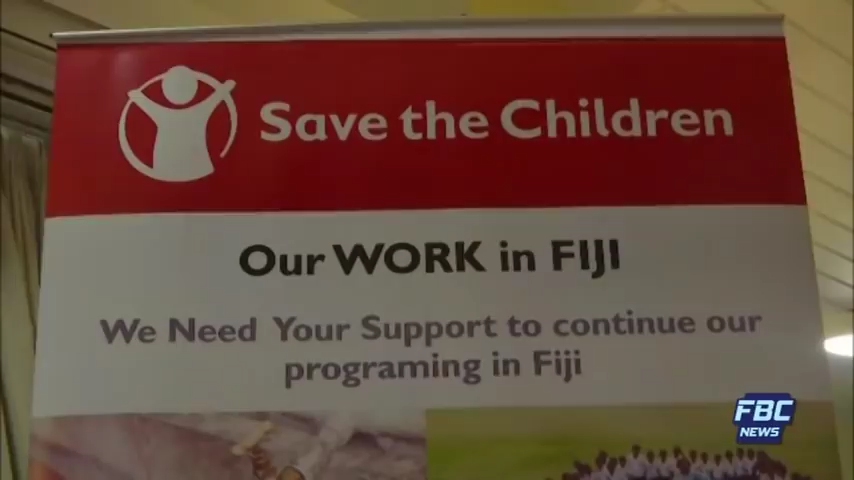 Save the Children
Our WORK in FIJI
We Need Your Support to continue our
programing in Fiji
FBC
NEWS